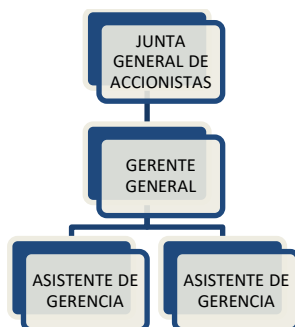 JUNTA
GENERAL DE
ACCIONISTAS
GERENTE
GENERAL
ASISTENTE DE
GERENCIA
ASISTENTE DE
GERENCIA